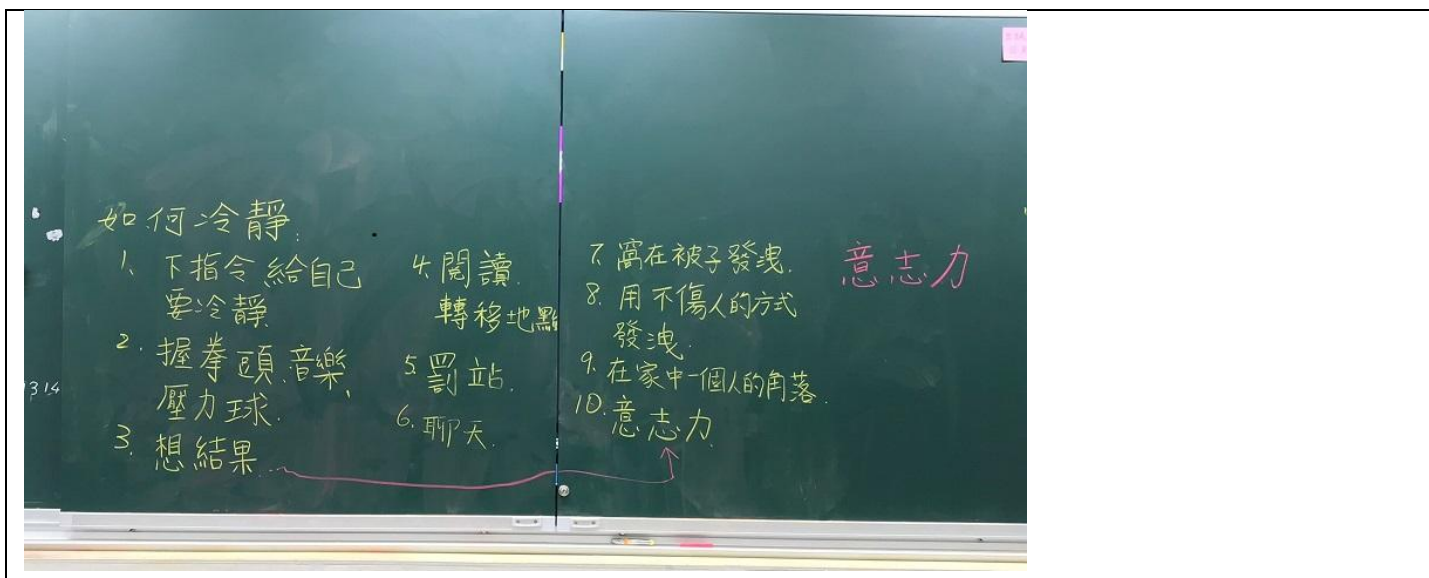 如何冷靜:
1、下指令給自己
要冷靜
2. 握拳頭、音樂、
壓力球.
3. 想結果
4. 閱讀.
轉移地點
5. 罰站.
6. 聊天.
7. 窩在被子發洩.
8. 用不傷人的方式
發洩.
9. 在家中一個人的角落.
10. 意志力
意志力
1314